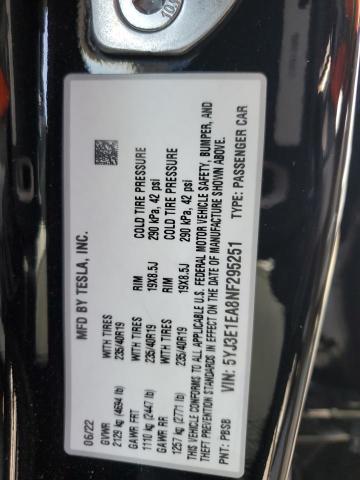 MFD BY TESLA, INC.
06/22
GVWR
2129 kg (4694 lb)
GAWR FRT WITH TIRES RIM COLD TIRE PRESSURE
1110 kg (2447 lb) 235/40R19 19X8.5J 290 kPa, 42 psi
GAWR RR WITH TIRES RIM COLD TIRE PRESSURE
1257 kg (2771 lb) 235/40R19 19X8.5J 290 kPa, 42 psi
THIS VEHICLE CONFORMS TO ALL APPLICABLE U.S. FEDERAL MOTOR VEHICLE SAFETY, BUMPER, AND
THEFT PREVENTION STANDARDS IN EFFECT ON THE DATE OF MANUFACTURE SHOWN ABOVE.
VIN: 5YJ3E1EA8NF295251 TYPE: PASSENGER CAR
PNT: PBSB